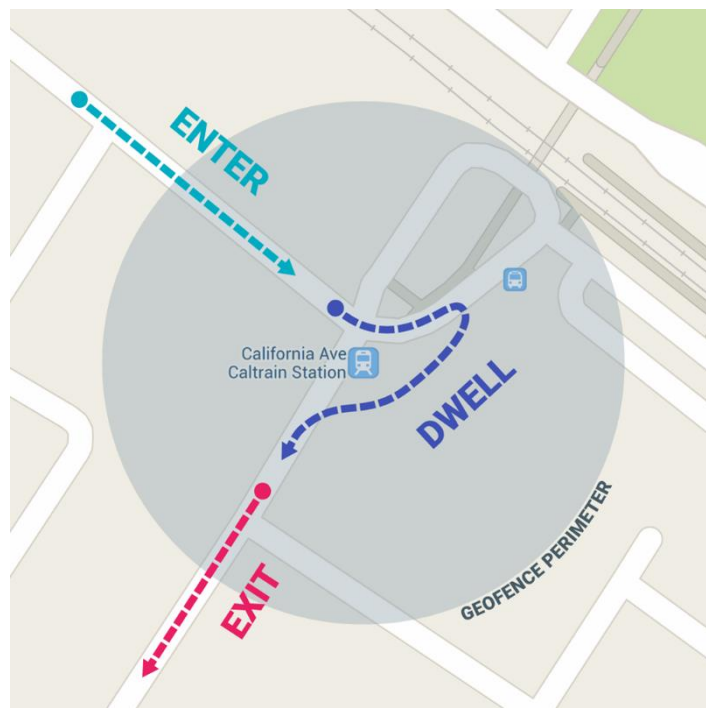 ENTER
California Ave
Caltrain Station
DWELL
GEOFENCE PERIMETER
EXIT